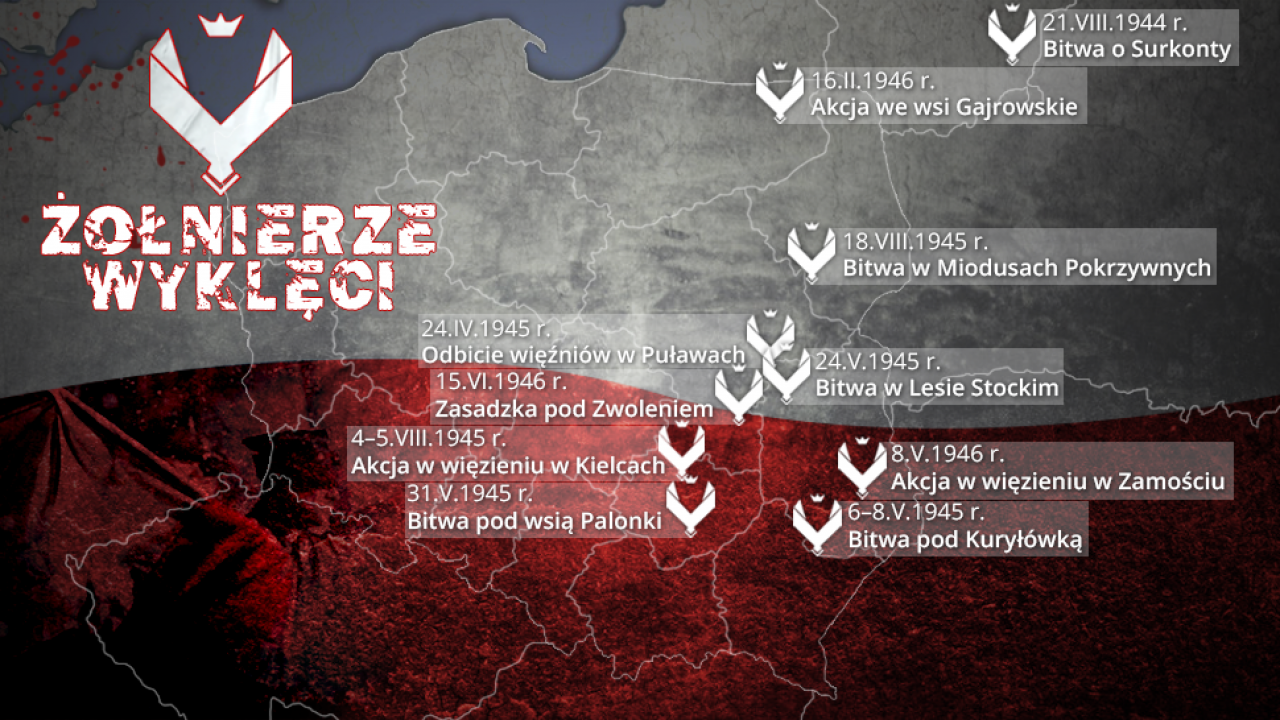 ŻOŁNIERZE
WYKLĘCI
21.VIII.1944 r.
Bitwa o Surkonty
16.II.1946 r.
Akcja we wsi Gajrowskie
18.VIII.1945 r.
Bitwa w Miodusach Pokrzywnych
24.IV.1945 r.
Odbicie więźniów w Puławach
24.V.1945 r.
Bitwa w Lesie Stockim
15.VI.1946 r.
Zasadzka pod Zwoleniem
4–5.VIII.1945 r.
Akcja w więzieniu w Kielcach
8.V.1946 r.
Akcja w więzieniu w Zamościu
31.V.1945 r.
Bitwa pod wsią Palonki
6–8.V.1945 r.
Bitwa pod Kuryłówką